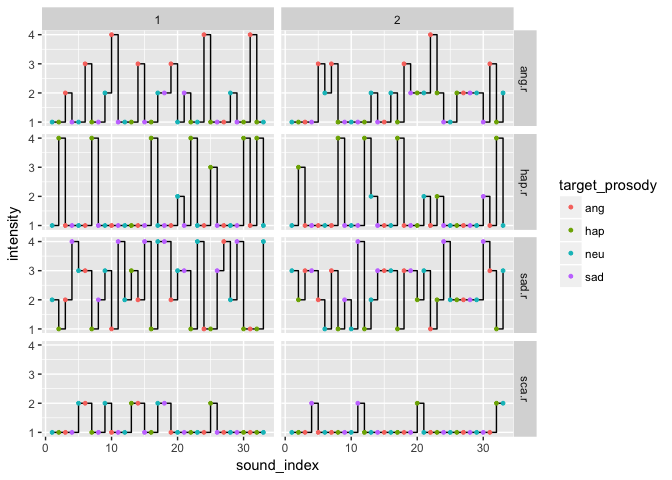 1 2
4
3
2
1
ang.r
4
3
2
1
hap.r
4
3
2
1
sad.r
4
3
2
1
sca.r
0 10 20 30 0 10 20 30
sound_index
intensity
target_prosody
ang
hap
neu
sad